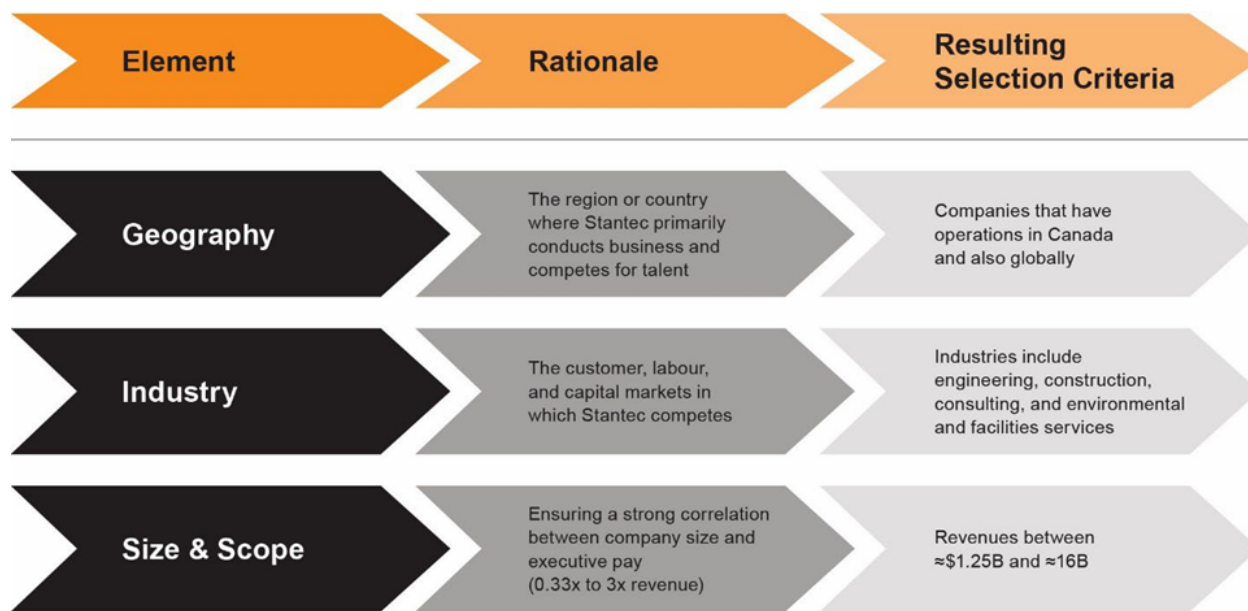 Element
Rationale
Resulting
Selection Criteria
Geography
The region or country
where Stantec primarily
conducts business and
competes for talent
Companies that have
operations in Canada
and also globally
Industry
The customer, labour,
and capital markets in
which Stantec competes
Industries include
engineering, construction,
consulting, and environmental
and facilities services
Size & Scope
Ensuring a strong correlation
between company size and
executive pay
(0.33x to 3x revenue)
Revenues between
≈$1.25B and ≈16B